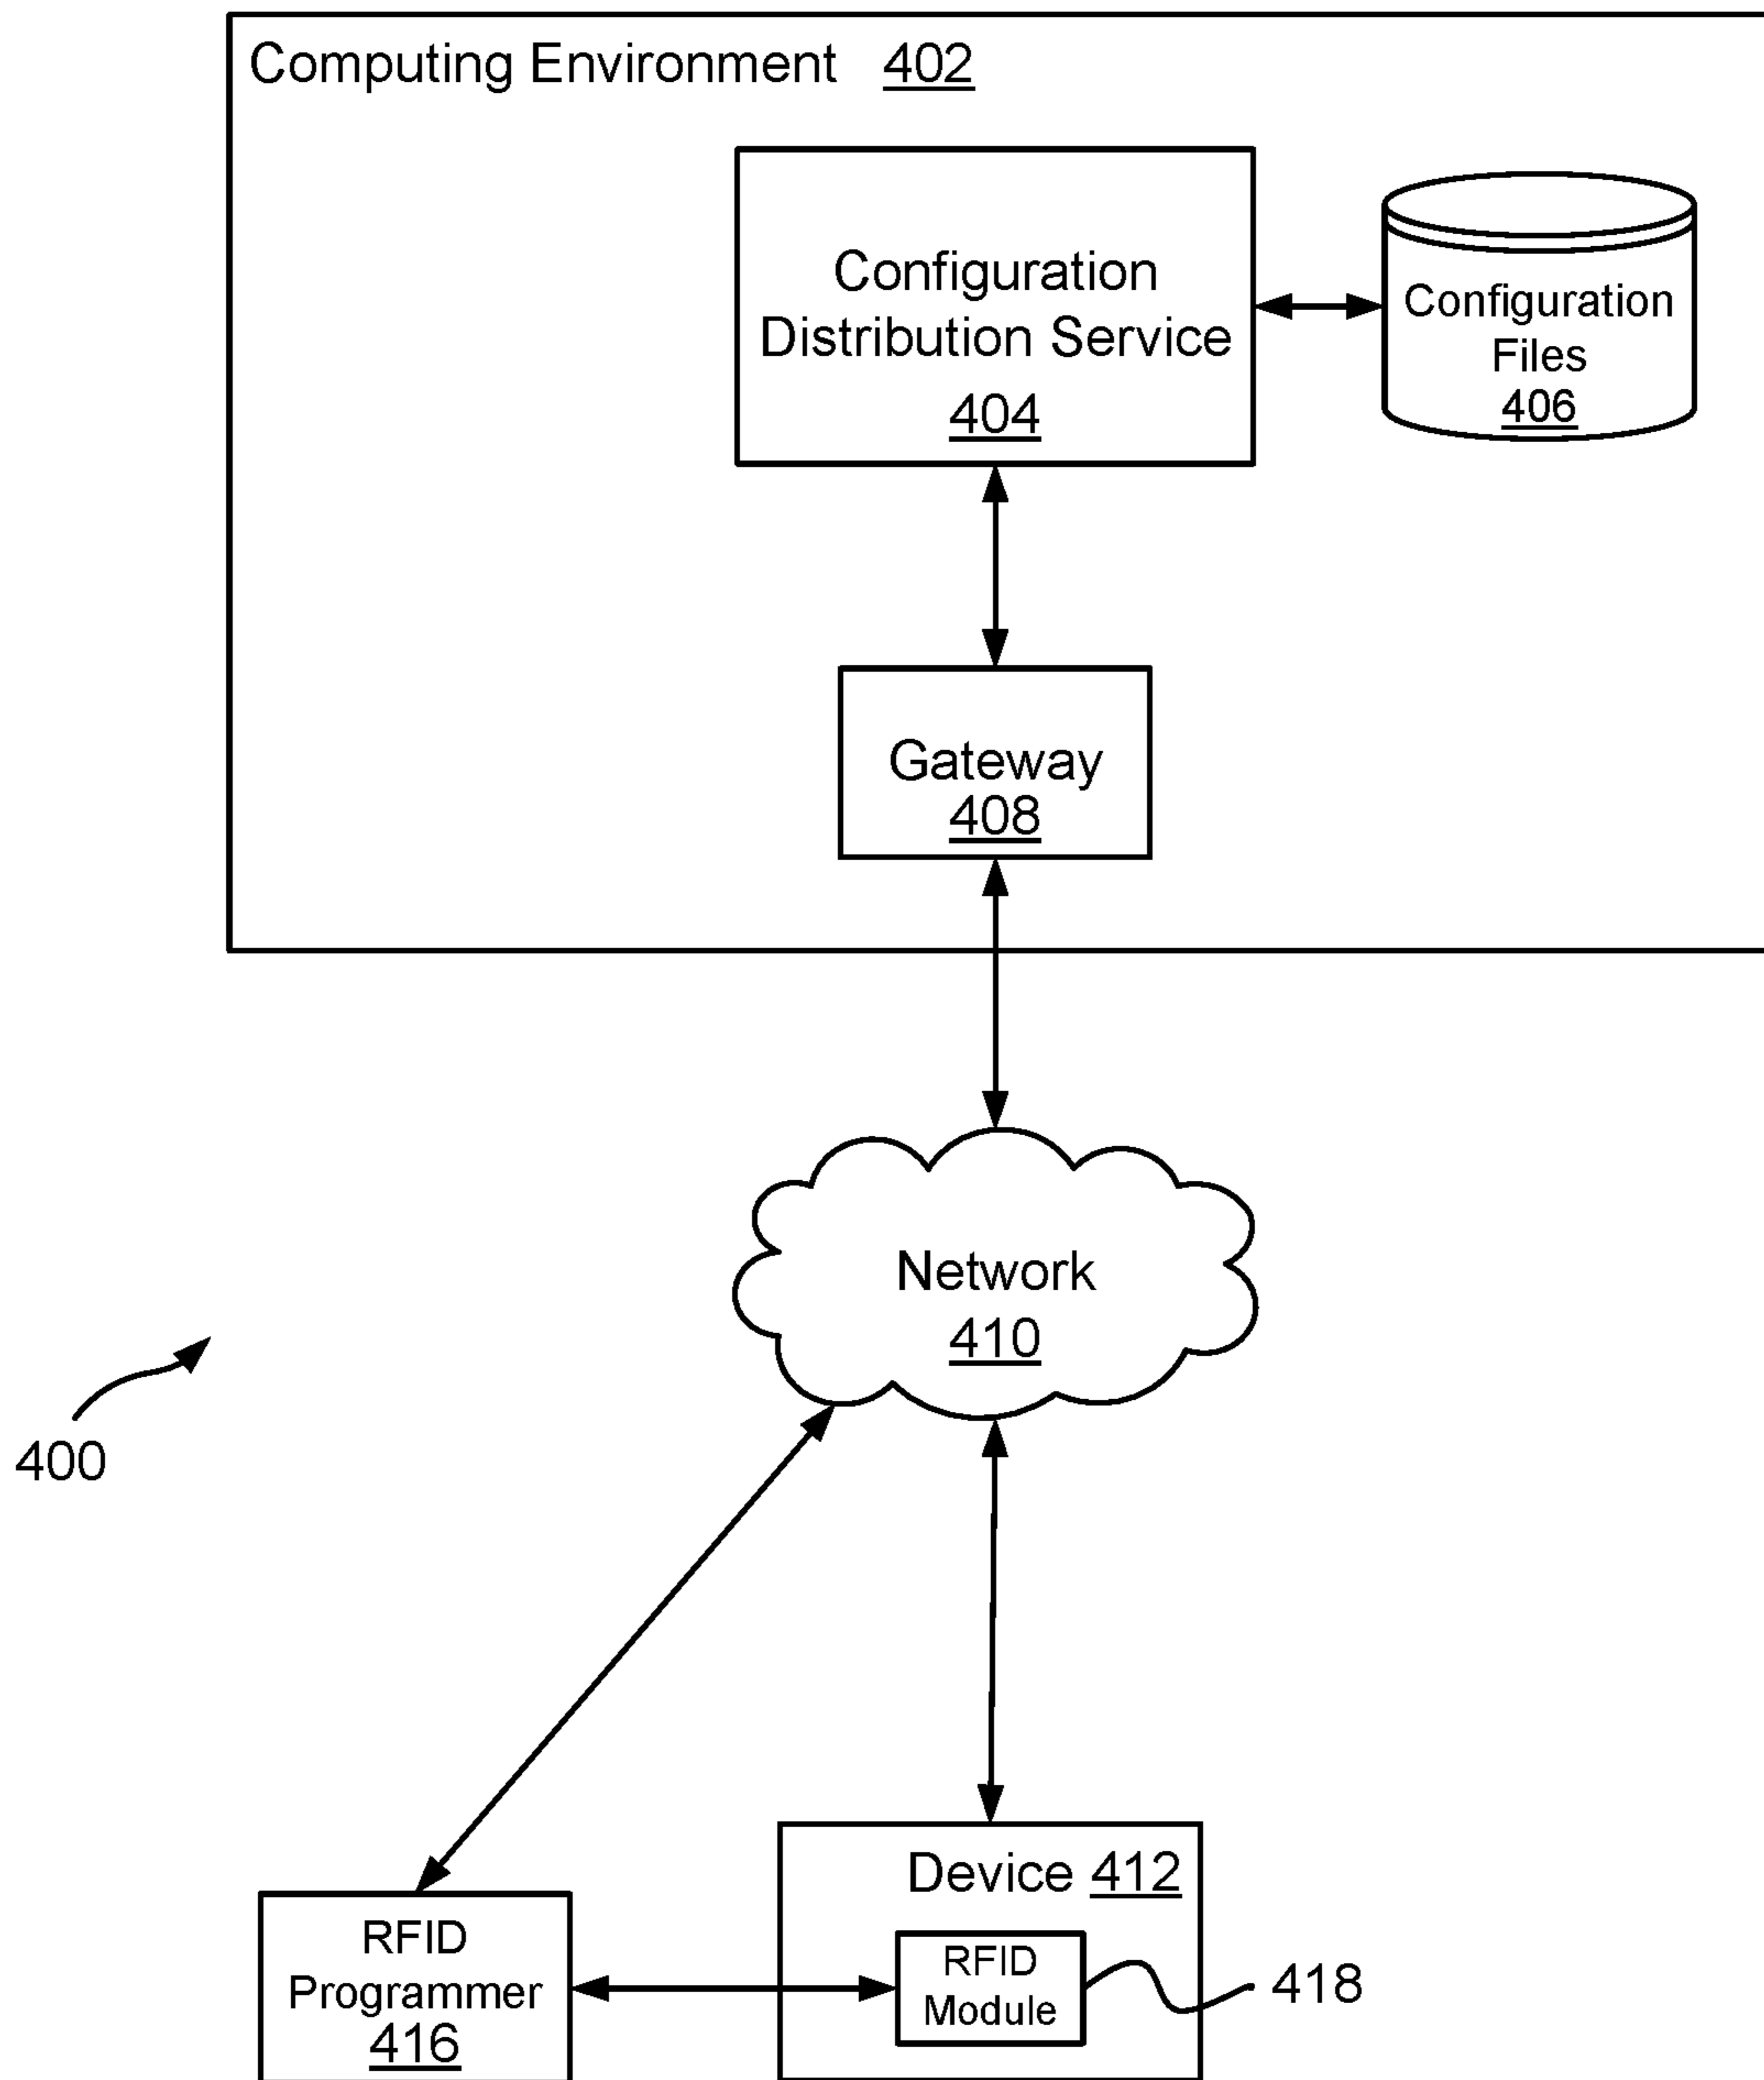 Computing Environment 402
Configuration
Distribution Service
404
Configuration
Files
406
Gateway
408
Network
410
400
Device 412
RFID
Programmer
416
RFID
Module
418